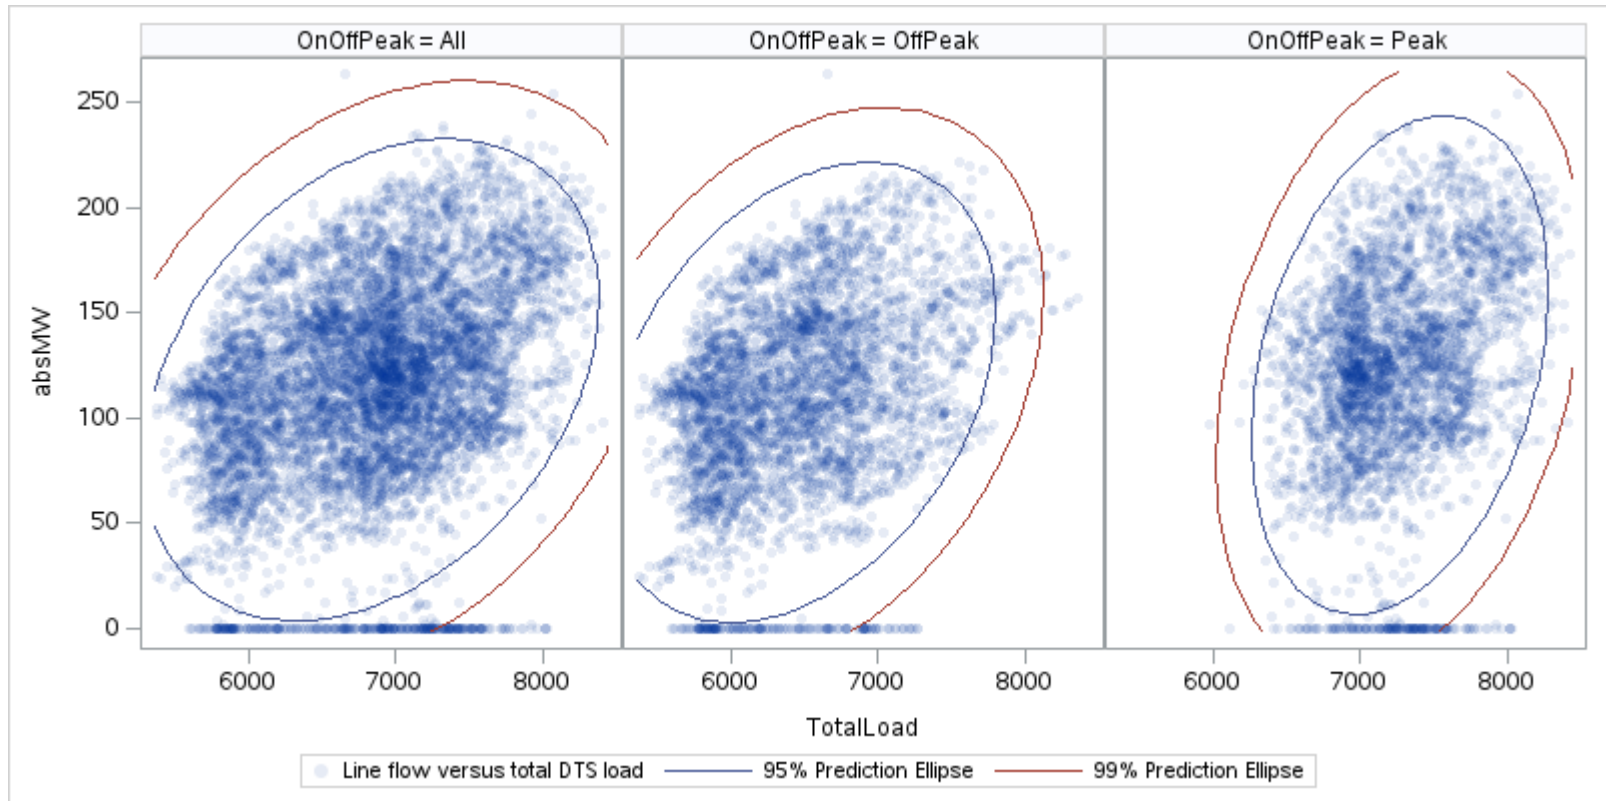 OnOffPeak = All
OnOffPeak = OffPeak
OnOffPeak = Peak
250
200
150
100
50
0
absMW
6000 7000 8000 6000 7000 8000 6000 7000 8000
TotalLoad
Line flow versus total DTS load 95% Prediction Ellipse 99% Prediction Ellipse